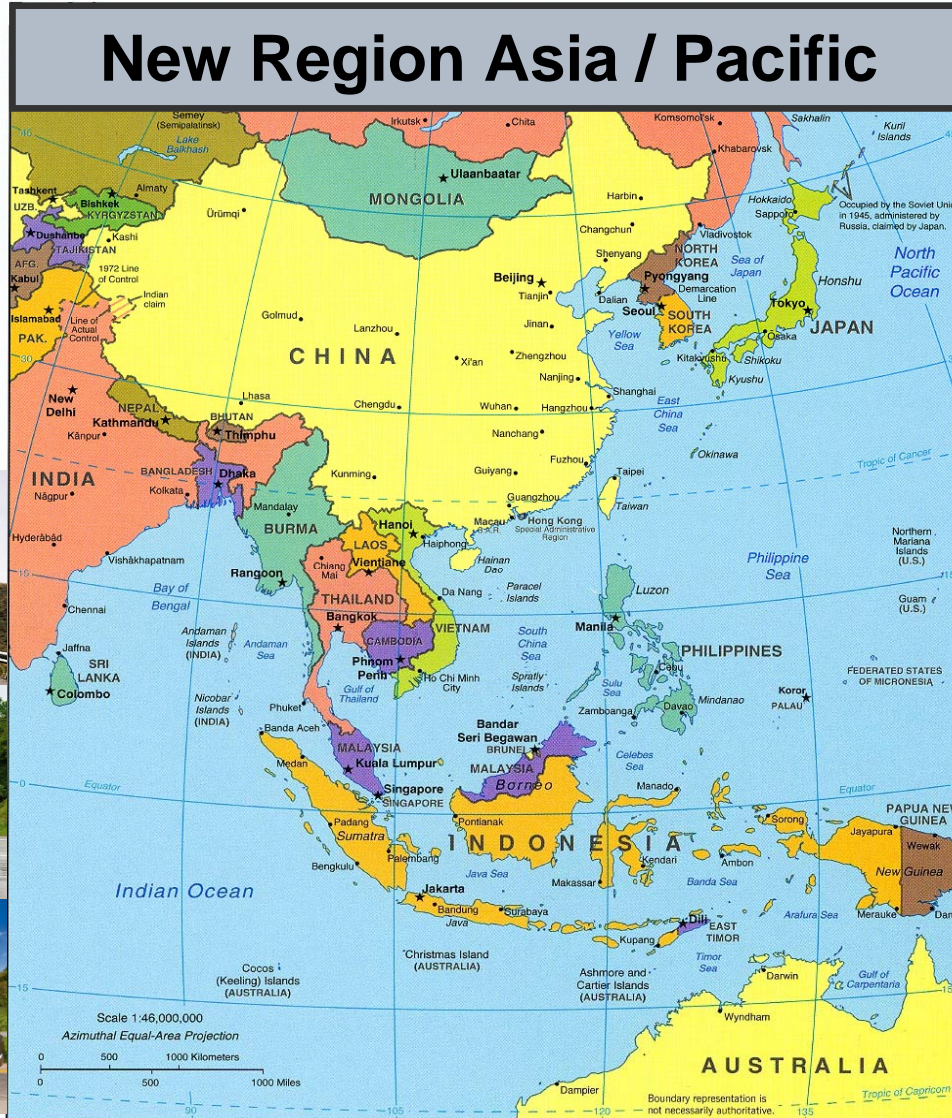 New Region Asia / Pacific
Semey
(Semipalatinsk)
Irkutsk
Chita
Komsomol'sk
Sakhalin
Kuril
Islands
45
Lake
Balkhash
Khabarovsk
Ulaanbaatar
MONGOLIA
Tashkent
Almaty
Bishkek
UZB.
KYRGYZSTAN
Ürümqi
Harbin
Hokkaido
Sapporo
Occupied by the Soviet Unio
in 1945, administered by
Russia, claimed by Japan.
Changchun
Vladivostok
Dushanbe
Kashi
TAJIKISTAN
Shenyang
NORTH
KOREA
Sea of
Japan
North
Pacific
Ocean
AFG.
Kabul
1972 Line
of Control
Indian
claim
Beijing
Tianjin
Dalian
Pyongyang
Demarcation
Line
Honshu
Tokyo
Islamabad
PAK.
Line of
Actual
Control
Golmud
Lanzhou
Jinan
Seoul
SOUTH
KOREA
JAPAN
Osaka
CHINA
Yellow
Sea
Xi'an
Zhengzhou
Kitakyushu
Shikoku
Kyushu
30
New
Delhi
NEPAL
Kathmandu
Lhasa
Chengdu
Nanjing
Shanghai
Wuhan
Hangzhou
East
China
Sea
BHUTAN
Thimphu
Kânpur
Nanchang
Okinawa
INDIA
BANGLADESH
Dhaka
Kunming
Guiyang
Fuzhou
Taipei
Tropic of Cancer
Nâgpur
Kolkata
Guangzhou
Taiwan
Mandalay
BURMA
Hanoi
Macau
S.A.R.
Hong Kong
Special Administrative
Region
Haiphong
Hyderâbâd
Vishâkhapatnam
LAOS
Vientiane
Hainan
Dao
Northern
Mariana
Islands
(U.S.)
Philippine
Sea
Chiang
Mai
Rangoon
15
Bay of
Bengal
Da Nang
Paracel
Islands
Luzon
Guam
(U.S.)
Chennai
THAILAND
Bangkok
Manila
Andaman
Islands
(INDIA)
Andaman
Sea
CAMBODIA
VIETNAM
South
China
Sea
PHILIPPINES
Jaffna
SRI
LANKA
Colombo
Phnom
Penh
Ho Chi Minh
City
Cebu
FEDERATED STATES
OF MICRONESIA
Gulf of
Thailand
Spratly
Islands
Sulu
Sea
Koror
PALAU
Nicobar
Islands
(INDIA)
Phuket
Zamboanga
Davao
Mindanao
Banda Aceh
Bandar
Seri Begawan
BRUNEI
MALAYSIA
Kuala Lumpur
Medan
MALAYSIA
Celebes
Sea
Borneo
0
Equator
Singapore
SINGAPORE
Manado
Equator
PAPUA NEW
GUINEA
Padang
Sumatra
Pontianak
Sorong
Jayapura
Wewak
INDONESIA
Bengkulu
Palembang
Kendari
Ambon
New Guinea
Java Sea
Makassar
Banda Sea
Indian Ocean
Jakarta
Bandung
Java
Surabaya
Dili
EAST
TIMOR
Arafura Sea
Merauke
Kupang
Christmas Island
(AUSTRALIA)
Timor
Sea
Cocos
(Keeling) Islands
(AUSTRALIA)
Ashmore and
Cartier Islands
(AUSTRALIA)
Darwin
Gulf of
Carpentaria
15
Scale 1:46,000,000
Azimuthal Equal-Area Projection
0 500 1000 Kilometers
0 500 1000 Miles
Wyndham
AUSTRALIA
Dampier
Boundary representation is
not necessarily authoritative.
Tropic of Capricorn
90
105
120
135